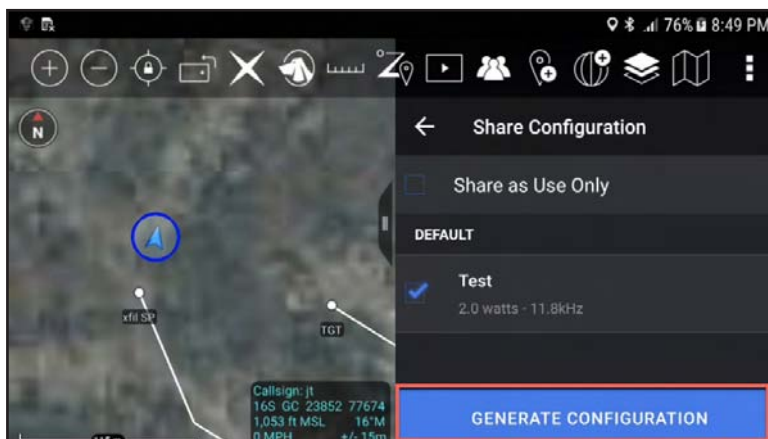 76% 8:49 PM
N
Share Configuration
Share as Use Only
DEFAULT
Test
2.0 watts - 11.8kHz
xfil SP
TGT
Callsign: jt
16S GC 23852 77674
1,053 ft MSL 16°M
0 MPH +/- 15m
GENERATE CONFIGURATION